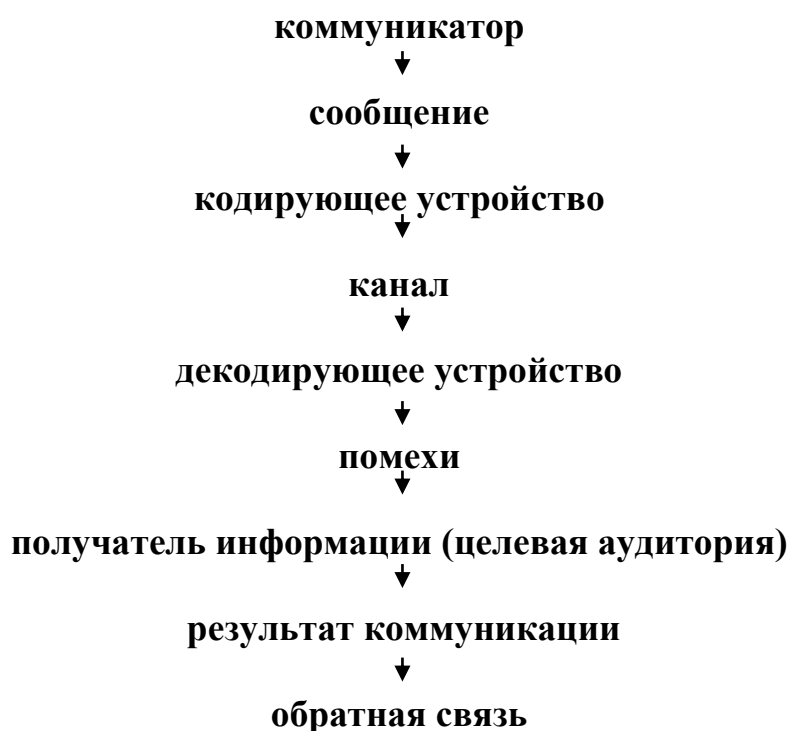 коммуникатор
сообщение
кодирующее устройство
канал
декодирующее устройство
помехи
получатель информации (целевая аудитория)
результат коммуникации
обратная связь